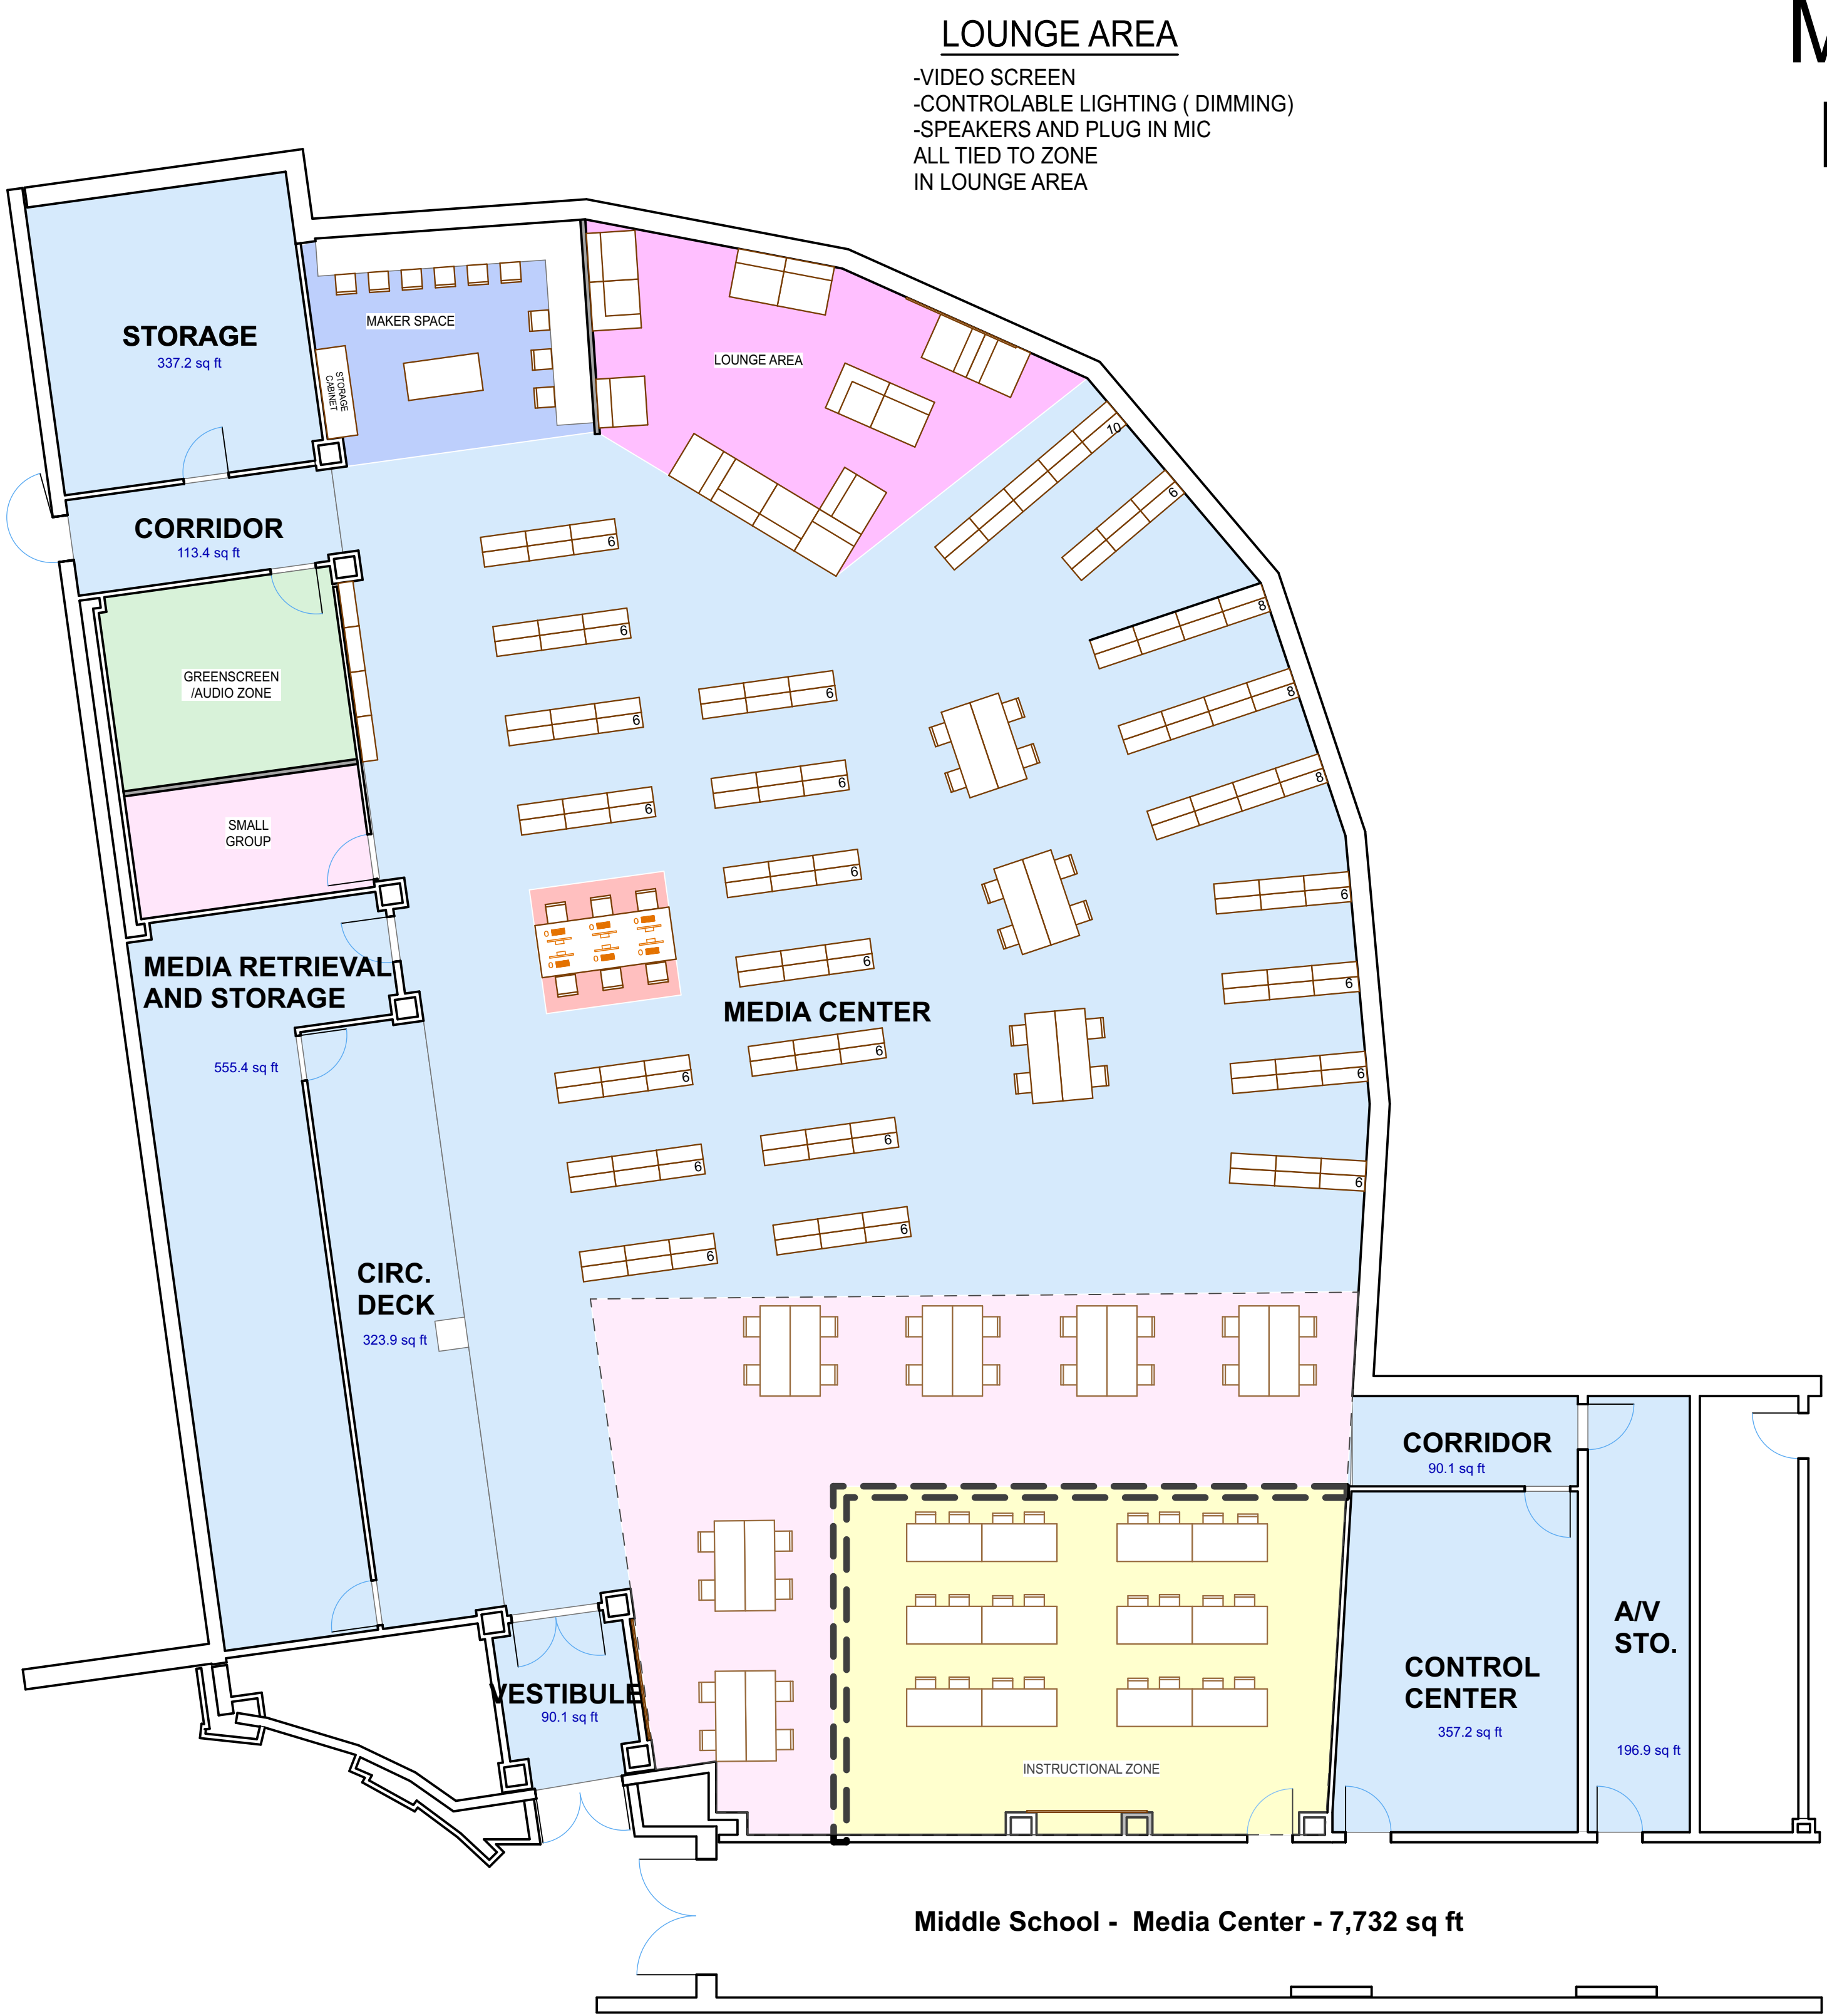 LOUNGE AREA
-VIDEO SCREEN
-CONTROLABLE LIGHTING ( DIMMING)
-SPEAKERS AND PLUG IN MIC
ALL TIED TO ZONE
IN LOUNGE AREA
STORAGE
337.2 sq ft
MAKER SPACE
STORAGE
CABINET
LOUNGE AREA
10
6
CORRIDOR
113.4 sq ft
6
8
6
GREENSCREEN
/AUDIO ZONE
6
8
6
6
8
6
SMALL
GROUP
6
6
MEDIA RETRIEVAL
AND STORAGE
6
6
MEDIA CENTER
555.4 sq ft
6
6
6
6
6
6
6
6
CIRC.
DECK
323.9 sq ft
CORRIDOR
90.1 sq ft
A/V
STO.
CONTROL
CENTER
357.2 sq ft
196.9 sq ft
VESTIBULE
90.1 sq ft
INSTRUCTIONAL ZONE
Middle School - Media Center - 7,732 sq ft